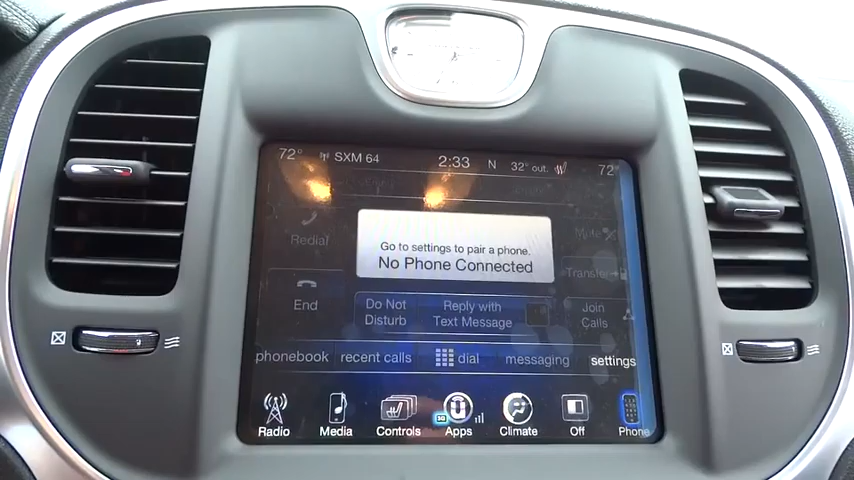 72° SXM 64 2:33 N 32° out. 72°
Redial
Go to settings to pair a phone.
No Phone Connected
Mute
Transfer
End
Do Not
Disturb
Reply with
Text Message
Join
Calls
phonebook recent calls dial messaging settings
Radio Media Controls Apps Climate Off Phone